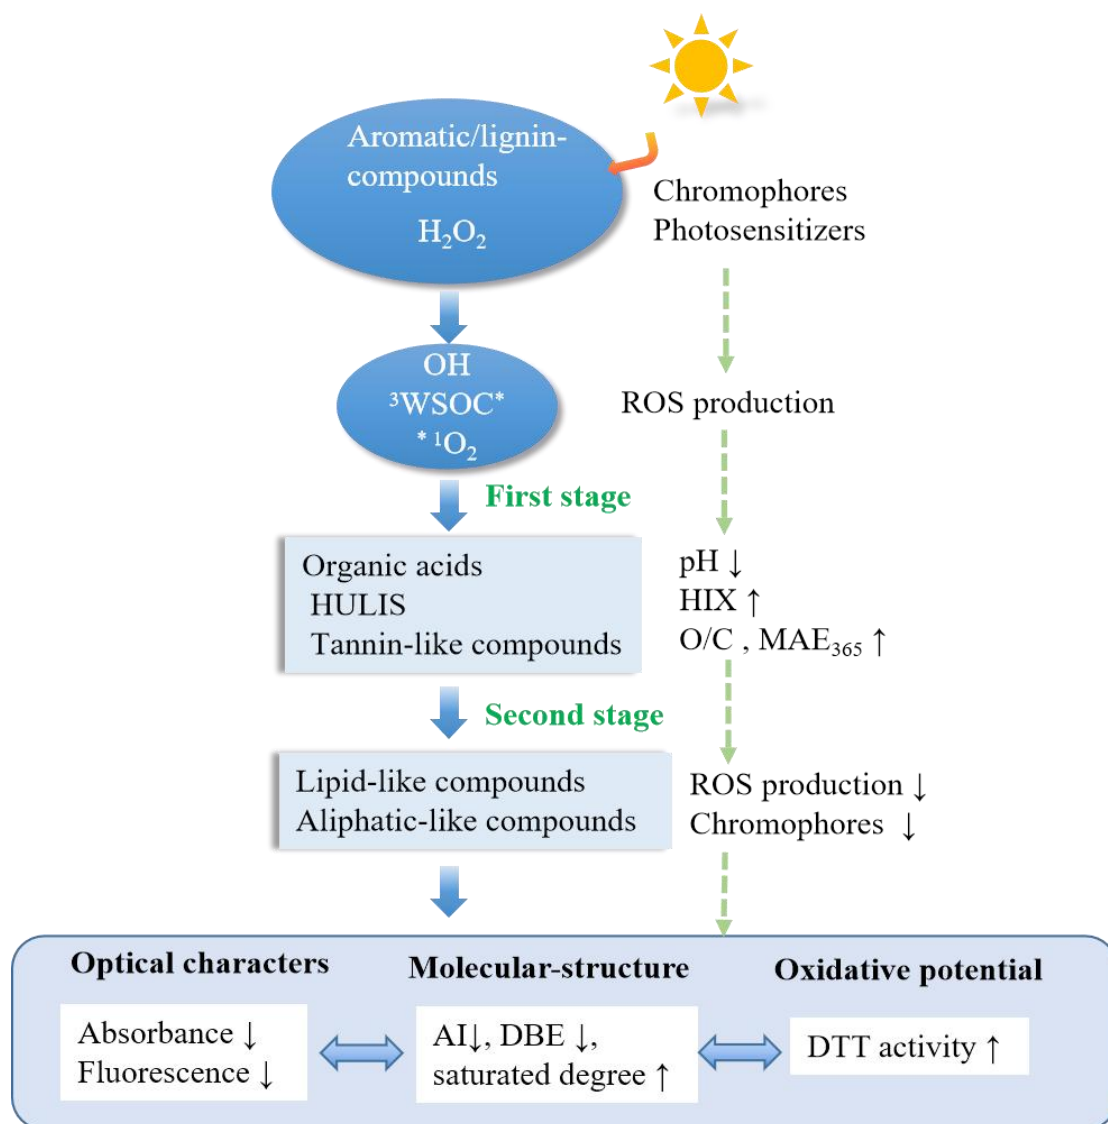 Aromatic/lignin-
compounds
H₂O₂
Chromophores
Photosensitizers
OH
³WSOC*
* ¹O₂
ROS production
First stage
Organic acids
HULIS
Tannin-like compounds
pH ↓
HIX ↑
O/C , MAE₃₆₅ ↑
Second stage
Lipid-like compounds
Aliphatic-like compounds
ROS production ↓
Chromophores ↓
Optical characters
Molecular-structure
Oxidative potential
Absorbance ↓
Fluorescence ↓
AI↓, DBE ↓,
saturated degree ↑
DTT activity ↑